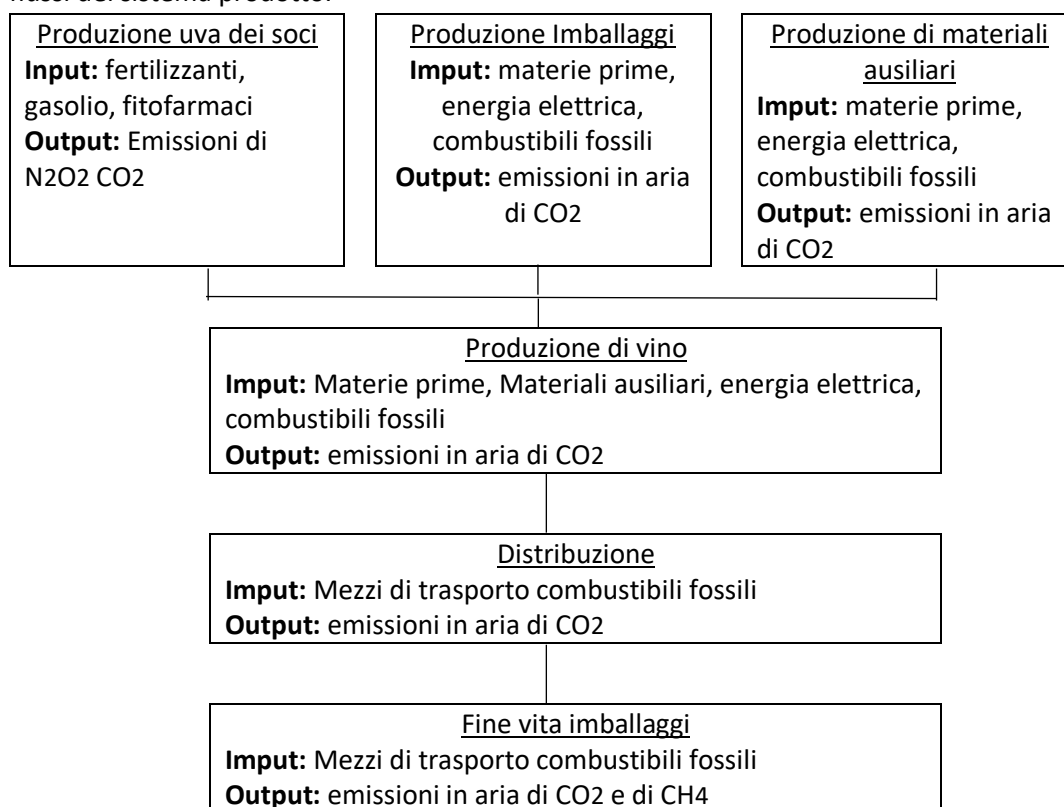 flussi del sistema prodotto.
Produzione uva dei soci
Input: fertilizzanti,
gasolio, fitofarmaci
Output: Emissioni di
N2O2 CO2
Produzione Imballaggi
Imput: materie prime,
energia elettrica,
combustibili fossili
Output: emissioni in aria
di CO2
Produzione di materiali
ausiliari
Imput: materie prime,
energia elettrica,
combustibili fossili
Output: emissioni in aria
di CO2
Produzione di vino
Imput: Materie prime, Materiali ausiliari, energia elettrica,
combustibili fossili
Output: emissioni in aria di CO2
Distribuzione
Imput: Mezzi di trasporto combustibili fossili
Output: emissioni in aria di CO2
Fine vita imballaggi
Imput: Mezzi di trasporto combustibili fossili
Output: emissioni in aria di CO2 e di CH4